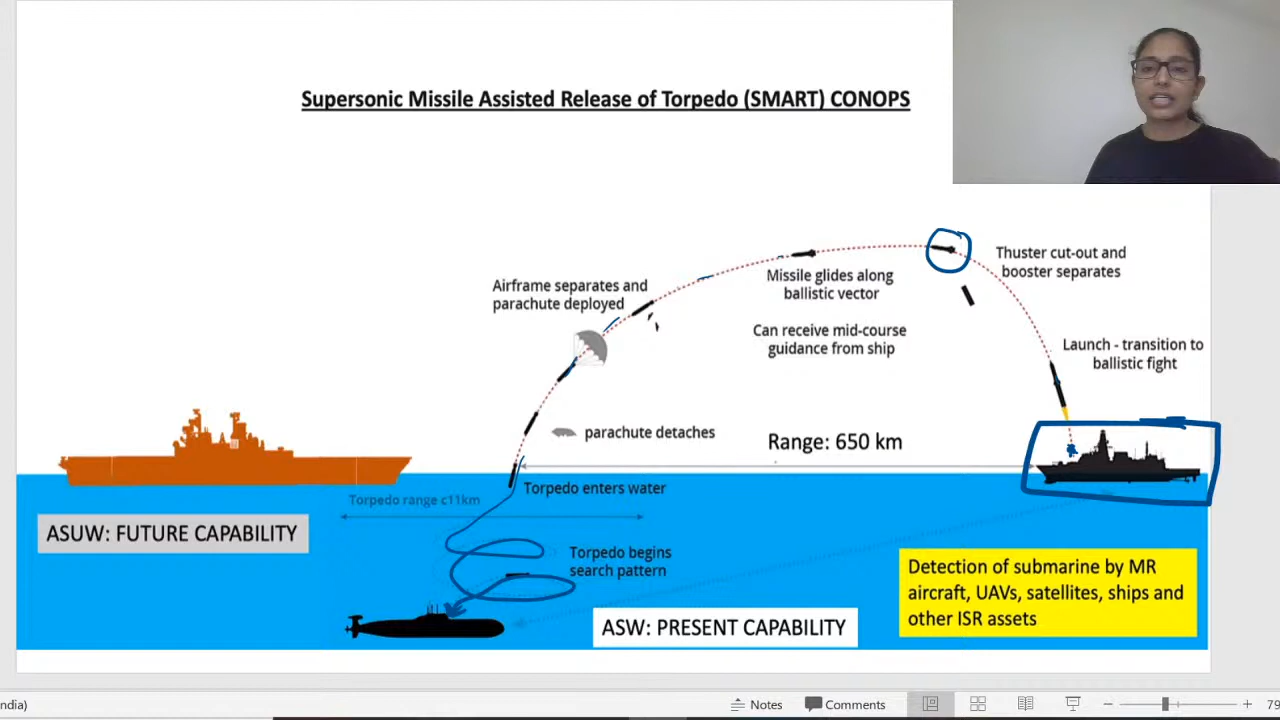 Supersonic Missile Assisted Release of Torpedo (SMART) CONOPS
Thuster cut-out and
booster separates
Missile glides along
ballistic vector
Airframe separates and
parachute deployed
Can receive mid-course
guidance from ship
Launch - transition to
ballistic fight
parachute detaches
Range: 650 km
Torpedo enters water
Torpedo range c11km
ASUW: FUTURE CAPABILITY
Torpedo begins
search pattern
Detection of submarine by MR
aircraft, UAVs, satellites, ships and
other ISR assets
ASW: PRESENT CAPABILITY
ndia)
Notes
Comments
79